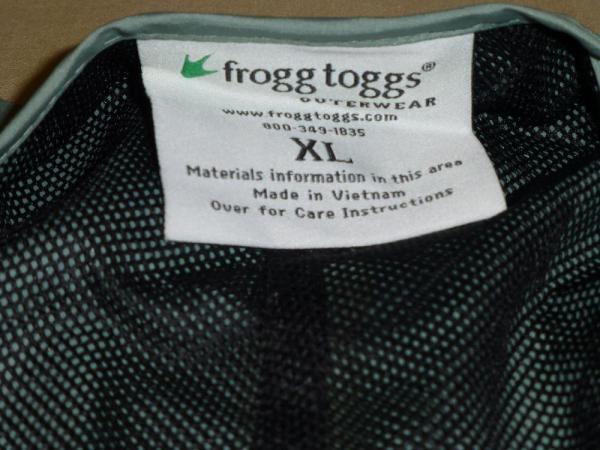 frogg toggs®
OUTERWEAR
www.froggtoggs.com
800-349-1835
XL
Materials information in this area
Made in Vietnam
Over for Care Instructions